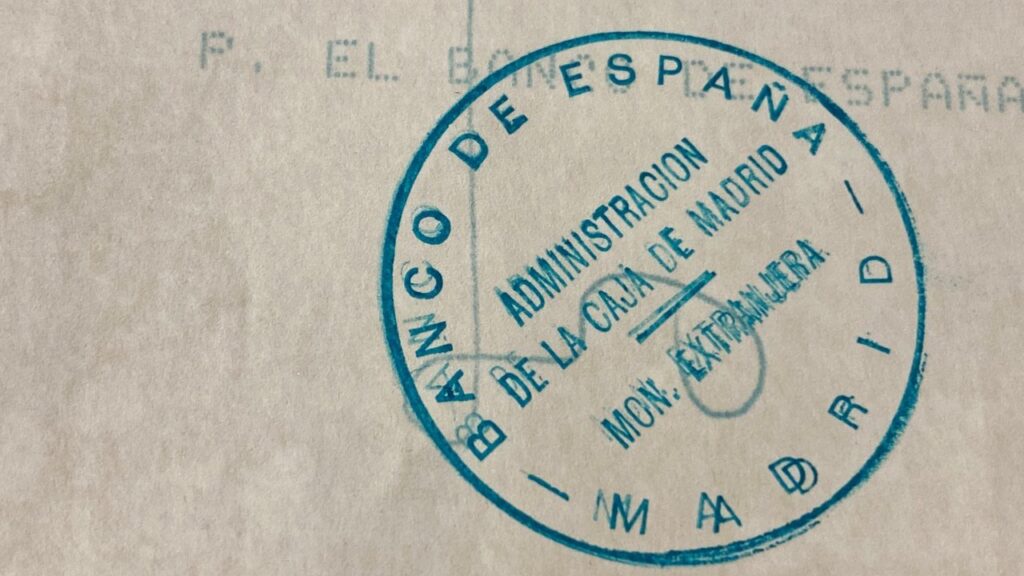 P. EL BANCO DE ESPAÑA
BANCO DE ESPAÑA
ADMINISTRACION
DE LA CAJA DE MADRID
MON. EXTRANJERA.
- MADRID -